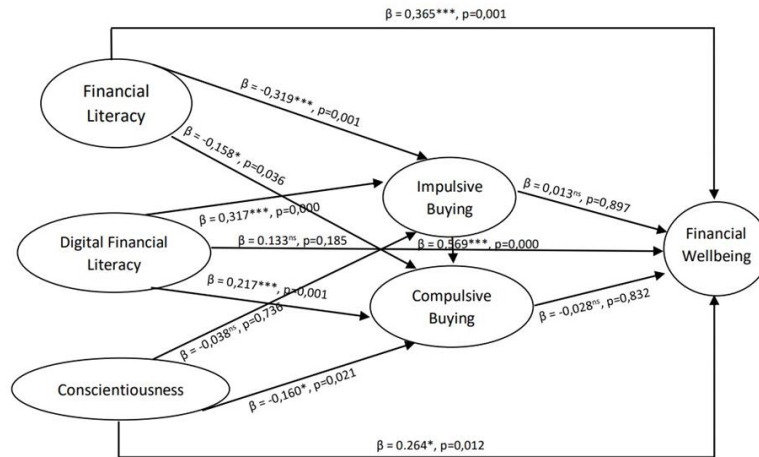 β = 0,365***, p=0,001
Financial
Literacy
β = -0,319***, p=0,001
β = -0,158*, p=0,036
Impulsive
Buying
β = 0,013ns, p=0,897
β = 0,317***, p=0,000
Digital Financial
Literacy
β = 0.133ns, p=0,185
β = 0,569***, p=0,000
Financial
Wellbeing
β = 0,217***, p=0,001
Compulsive
Buying
β = -0,038ns, p=0,736
β = -0,028ns, p=0,832
Conscientiousness
β = -0,160*, p=0,021
β = 0.264*, p=0,012